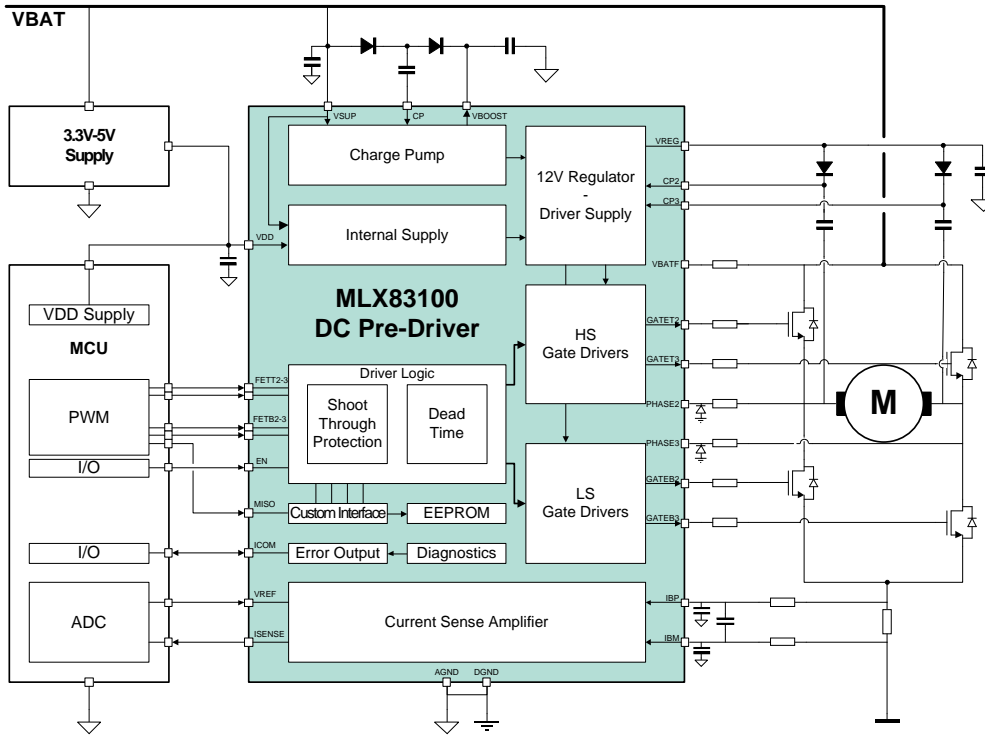 VBAT
3.3V-5V
Supply
VSUP
CP
VBOOST
Charge Pump
12V Regulator
-
Driver Supply
VREG
CP2
CP3
Internal Supply
VDD
VBATF
MLX83100
DC Pre-Driver
VDD Supply
MCU
HS
Gate Drivers
GATET2
GATET3
PHASE2
PHASE3
M
Driver Logic
Shoot
Through
Protection
Dead
Time
PWM
FETT2-3
FETB2-3
I/O
EN
LS
Gate Drivers
GATEB2
GATEB3
MISO
Custom Interface
EEPROM
I/O
ICOM
Error Output
Diagnostics
ADC
VREF
ISENSE
Current Sense Amplifier
IBP
IBM
AGND
DGND